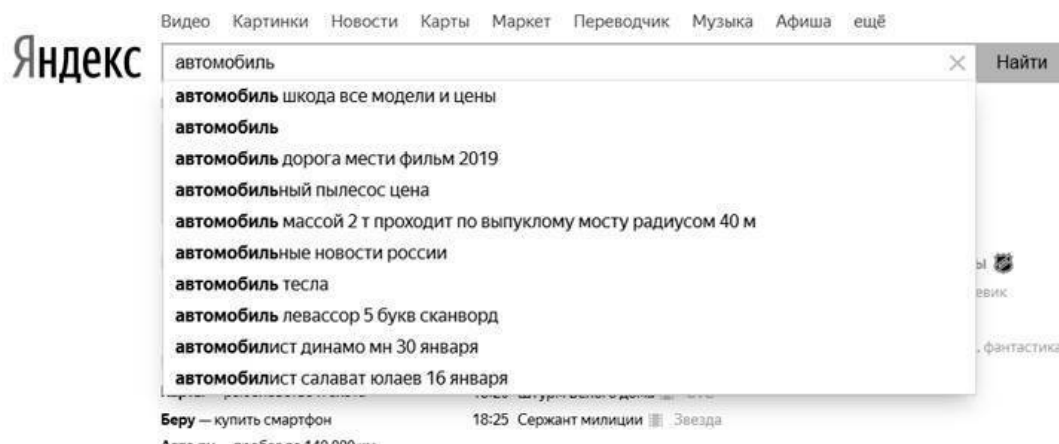 Видео Картинки Новости Карты Маркет Переводчик Музыка Афиша ещё
Яндекс
автомобиль
Найти
автомобиль шкода все модели и цены
автомобиль
автомобиль дорога мести фильм 2019
автомобильный пылесос цена
автомобиль массой 2 т проходит по выпуклому мосту радиусом 40 м
автомобильные новости россии
автомобиль тесла
автомобиль левассор 5 букв сканворд
автомобилист динамо мн 30 января
автомобилист салават юлаев 16 января
ы
евик
. фантастика
Беру — купить смартфон
18:25 Сержант милиции Звезда